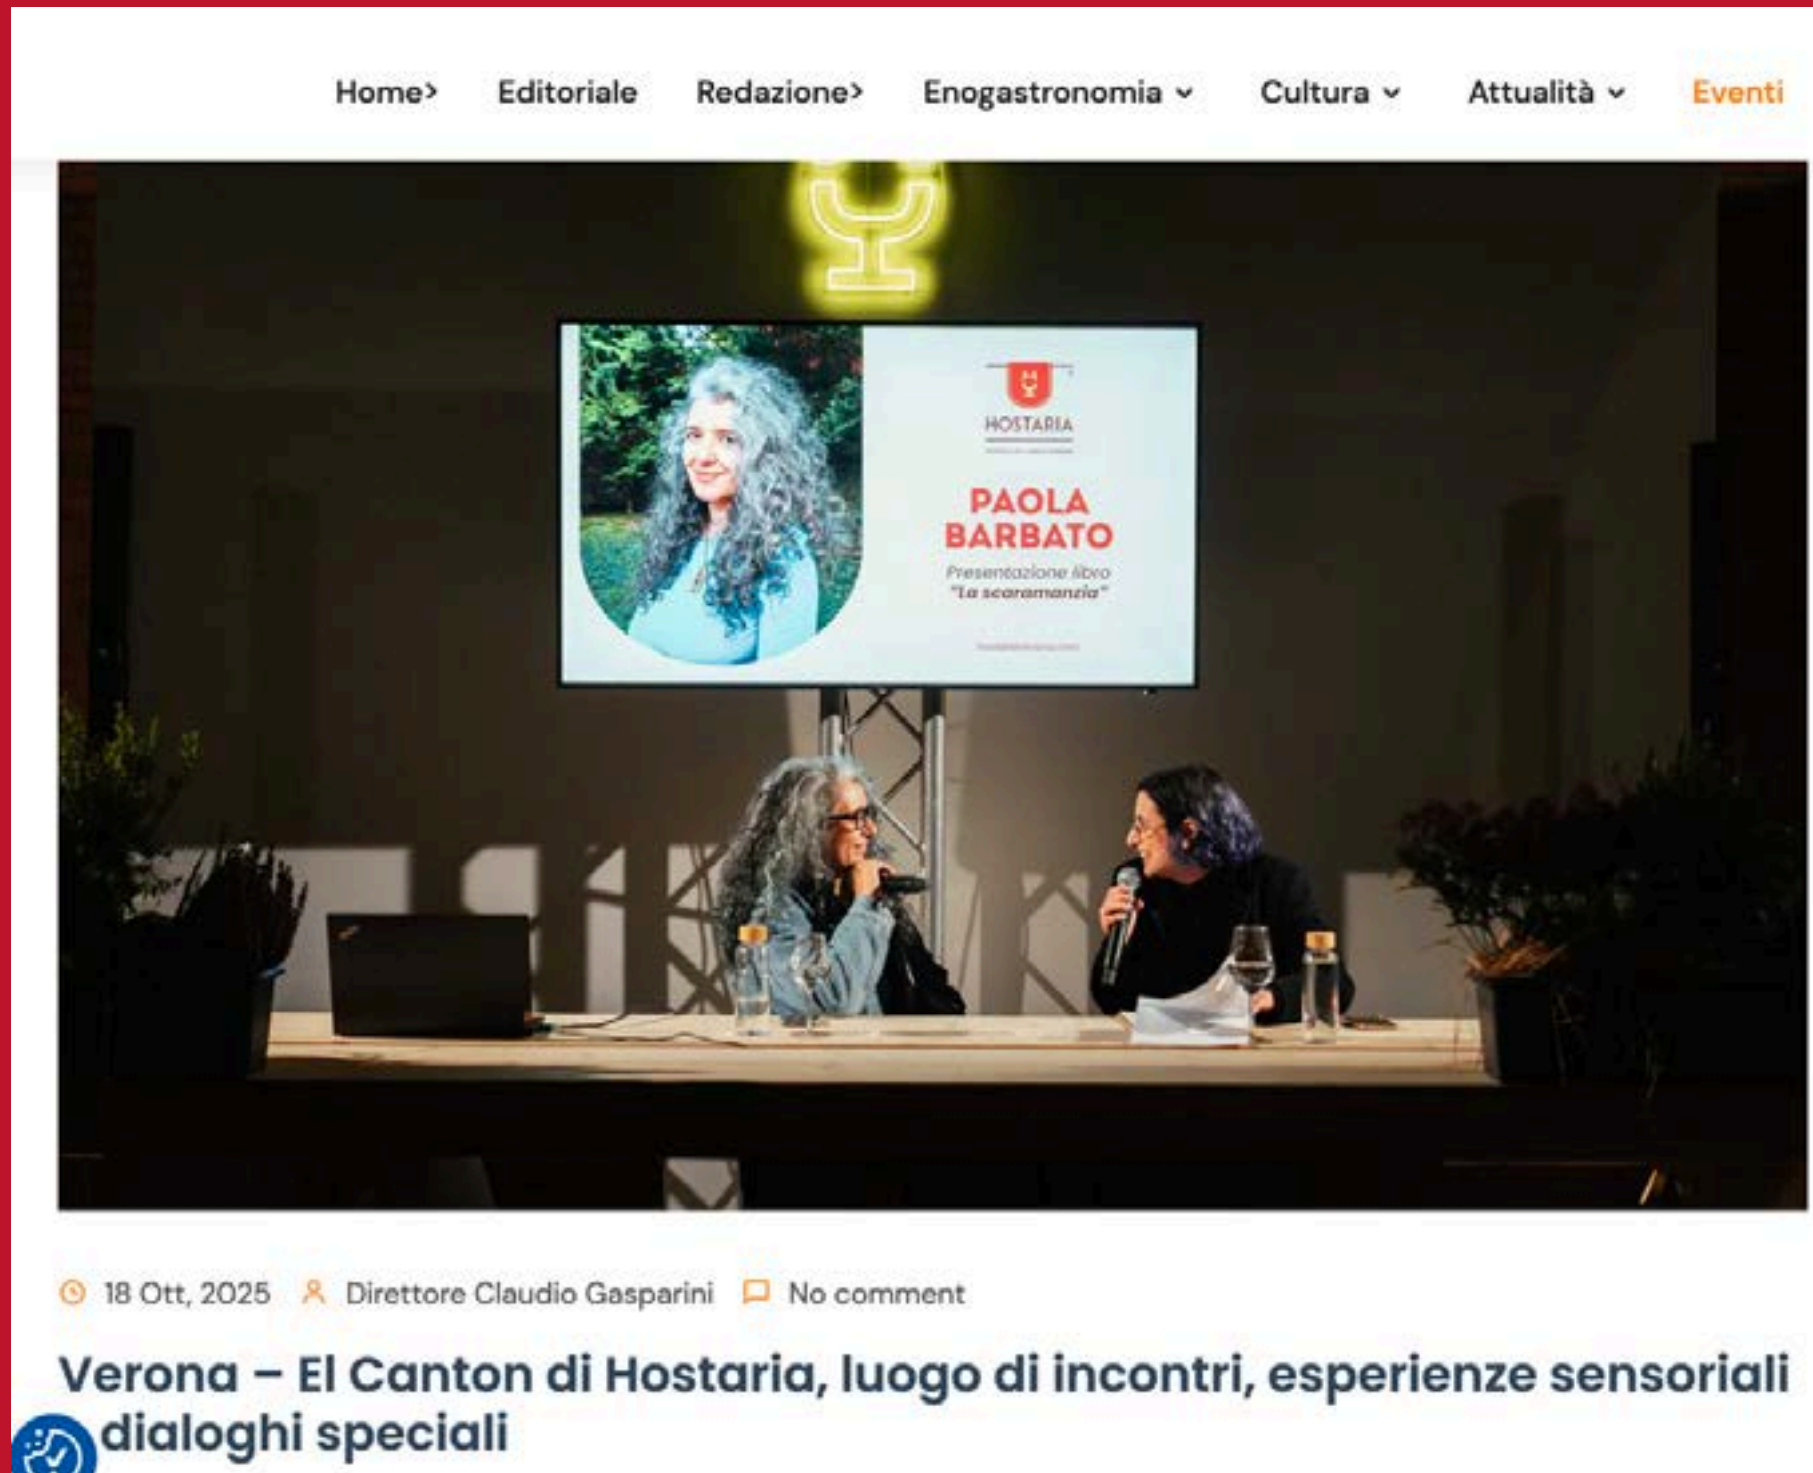 Home> Editoriale Redazione> Enogastronomia Cultura Attualità Eventi
HOSTARIA
PAOLA
BARBATO
Presentazione libro
"La scaramanzia"
18 Ott, 2025 Direttore Claudio Gasparini No comment
Verona – El Canton di Hostaria, luogo di incontri, esperienze sensoriali
dialoghi speciali